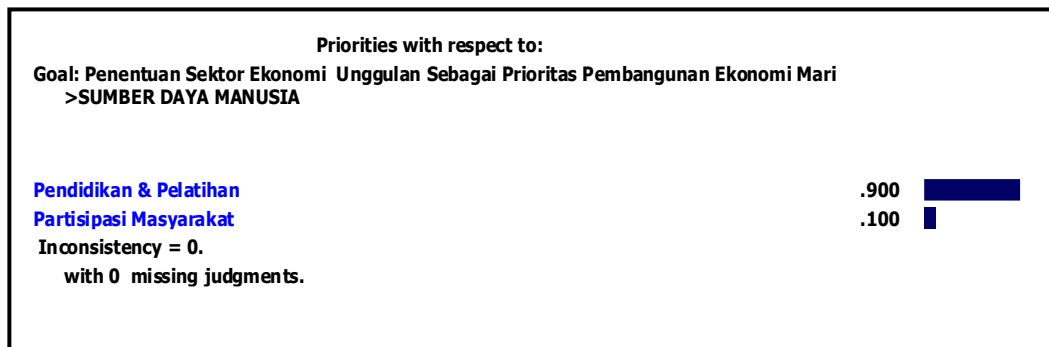 Priorities with respect to:
Goal: Penentuan Sektor Ekonomi Unggulan Sebagai Prioritas Pembangunan Ekonomi Mari
>SUMBER DAYA MANUSIA
Pendidikan & Pelatihan .900
Partisipasi Masyarakat .100
Inconsistency = 0.
with 0 missing judgments.